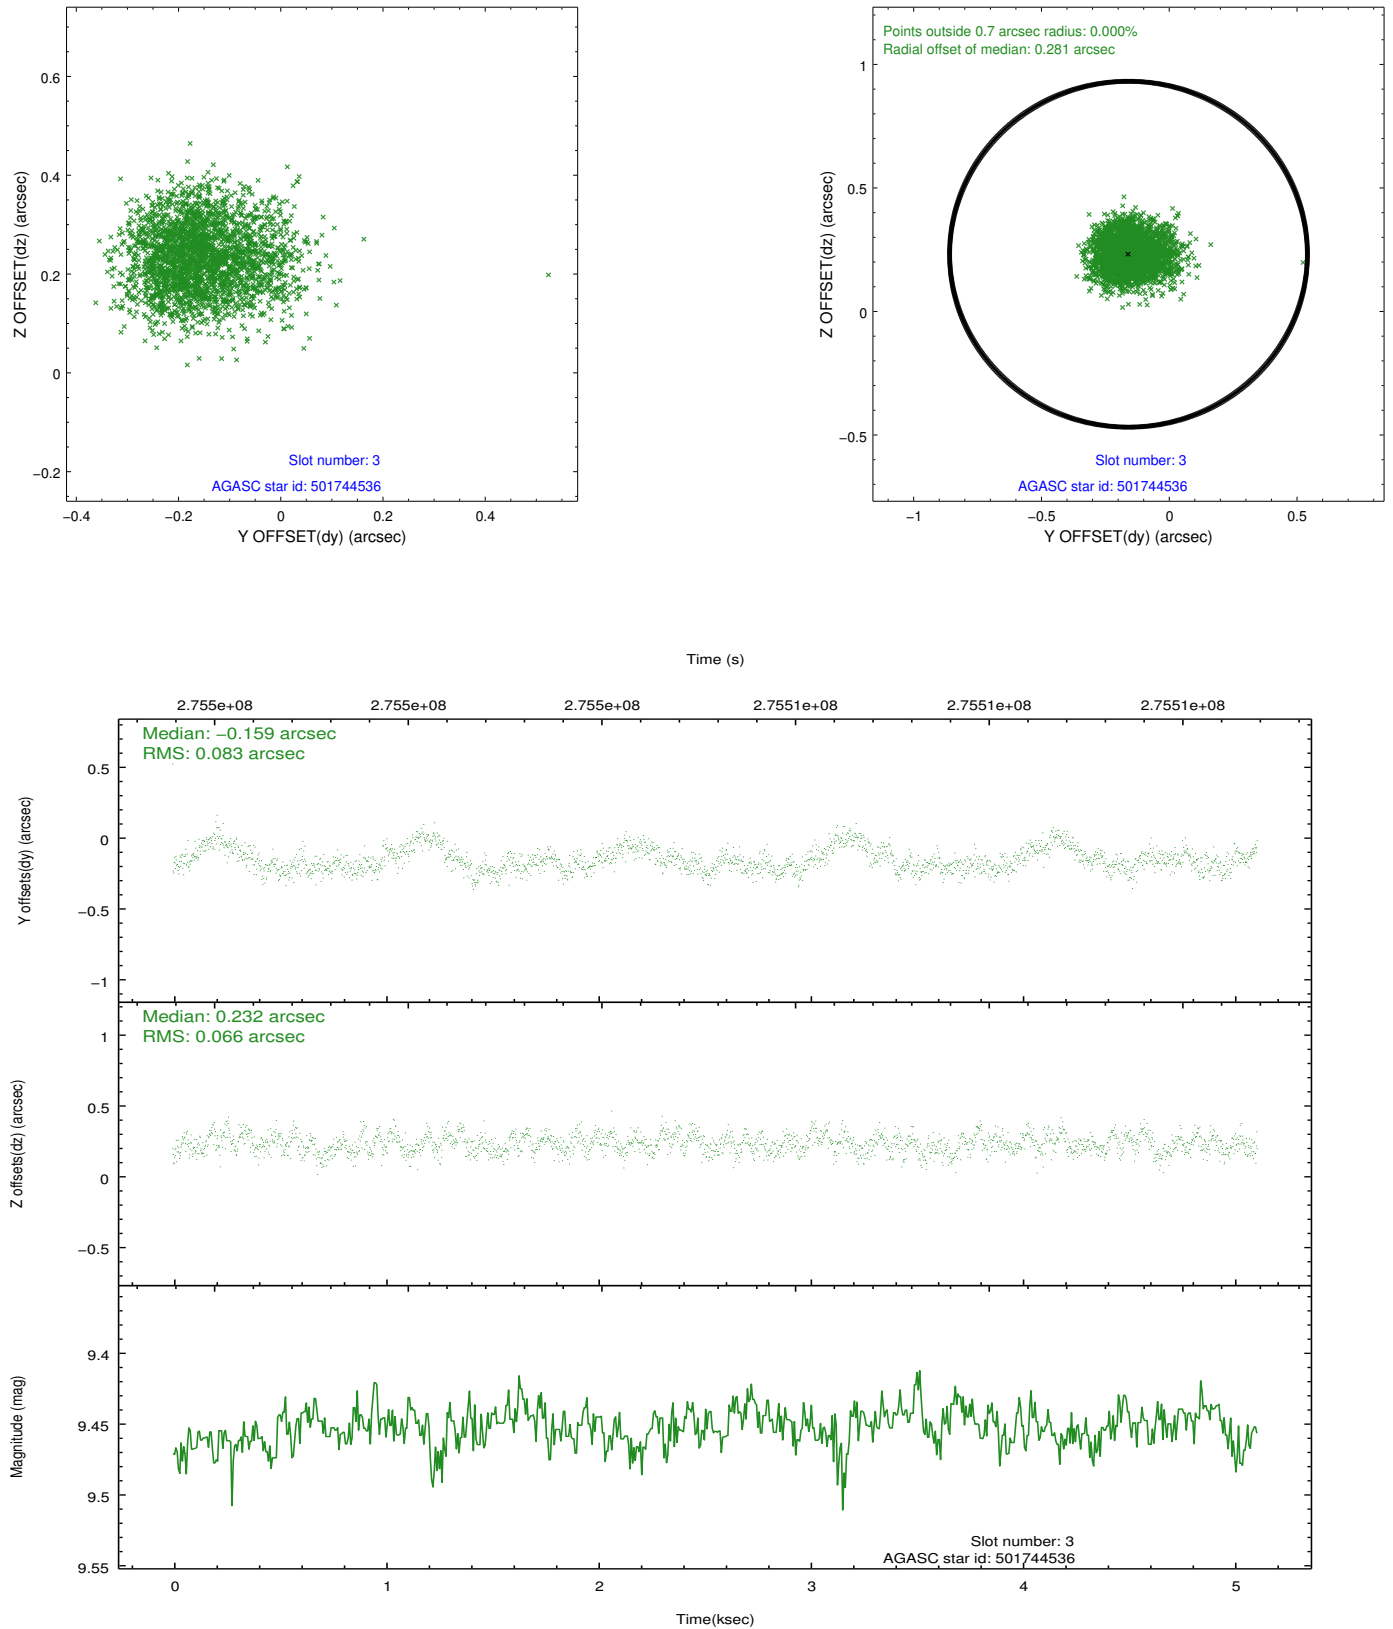 0.6
0.4
0.2
0
−0.2
Z OFFSET(dz) (arcsec)
Slot number: 3
AGASC star id: 501744536
−0.4 −0.2 0 0.2 0.4
Y OFFSET(dy) (arcsec)
Points outside 0.7 arcsec radius: 0.000%
Radial offset of median: 0.281 arcsec
1
0.5
0
−0.5
Z OFFSET(dz) (arcsec)
Slot number: 3
AGASC star id: 501744536
−1 −0.5 0 0.5
Y OFFSET(dy) (arcsec)
Time (s)
2.755e+08 2.755e+08 2.755e+08 2.7551e+08 2.7551e+08 2.7551e+08
Median: −0.159 arcsec
RMS: 0.083 arcsec
0.5
0
−0.5
−1
Y offsets(dy) (arcsec)
Median: 0.232 arcsec
RMS: 0.066 arcsec
1
0.5
0
−0.5
Z offsets(dz) (arcsec)
9.4
9.45
9.5
9.55
Magnitude (mag)
Slot number: 3
AGASC star id: 501744536
0 1 2 3 4 5
Time(ksec)